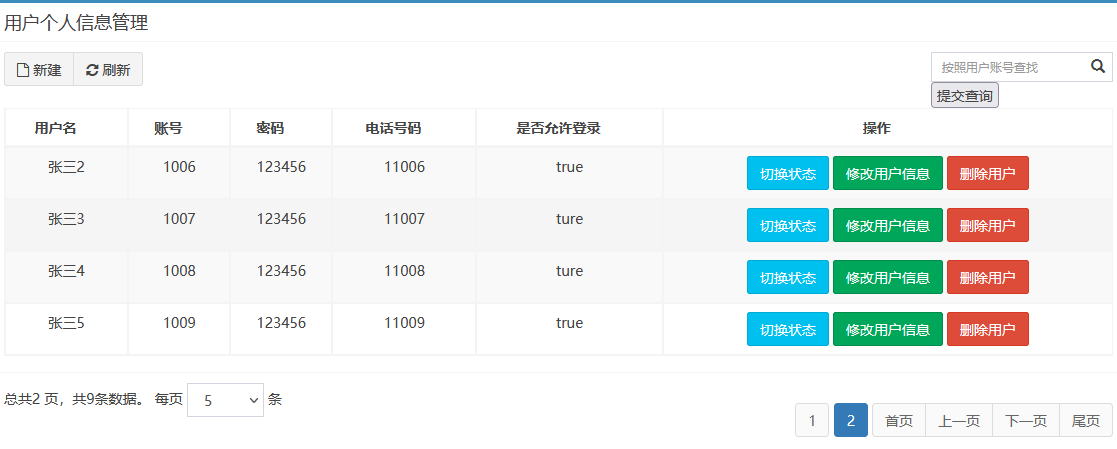 用户个人信息管理
新建 刷新 按照用户账号查找
提交查询
用户名 账号 密码 电话号码 是否允许登录 操作
张三2 1006 123456 11006 true 切换状态 修改用户信息 删除用户
张三3 1007 123456 11007 ture 切换状态 修改用户信息 删除用户
张三4 1008 123456 11008 ture 切换状态 修改用户信息 删除用户
张三5 1009 123456 11009 true 切换状态 修改用户信息 删除用户
总共2 页，共9条数据。 每页 5 条
1 2 首页 上一页 下一页 尾页